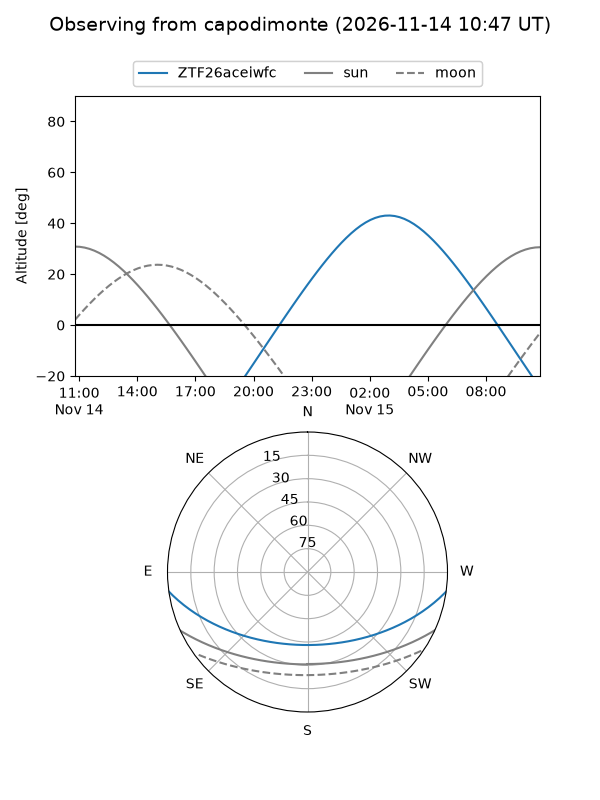 Observing from capodimonte (2026-11-14 10:47 UT)
ZTF26aceiwfc sun moon
80
60
40
20
0
−20
Altitude [deg]
11:00 14:00 17:00 20:00 23:00 02:00 05:00 08:00
Nov 14 Nov 15
N
NE NW
15
30
45
60
75
E W
SE SW
S